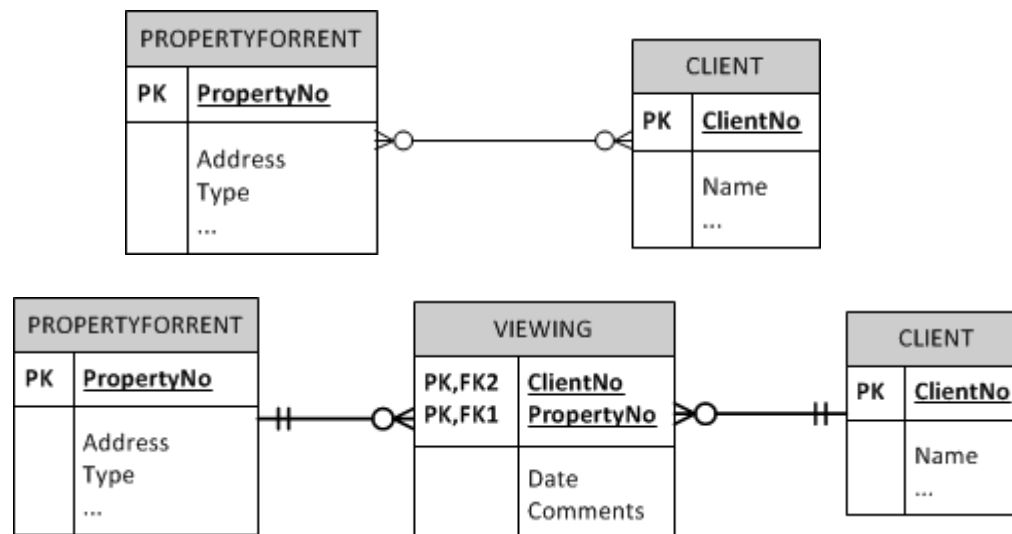 PROPERTYFORRENT
PK PropertyNo
Address
Type
...
CLIENT
PK ClientNo
Name
...
PROPERTYFORRENT
PK PropertyNo
Address
Type
...
VIEWING
PK,FK2 ClientNo
PK,FK1 PropertyNo
Date
Comments
CLIENT
PK ClientNo
Name
...